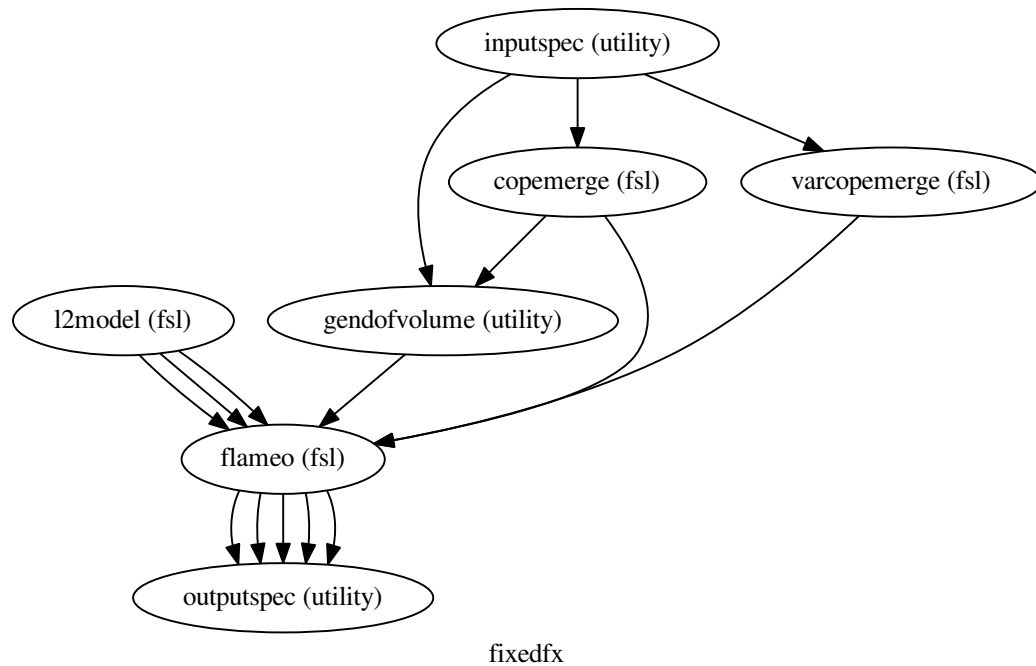 inputspec (utility)
copemerge (fsl)
varcopemerge (fsl)
l2model (fsl)
gendofvolume (utility)
flameo (fsl)
outputspec (utility)
fixedfx